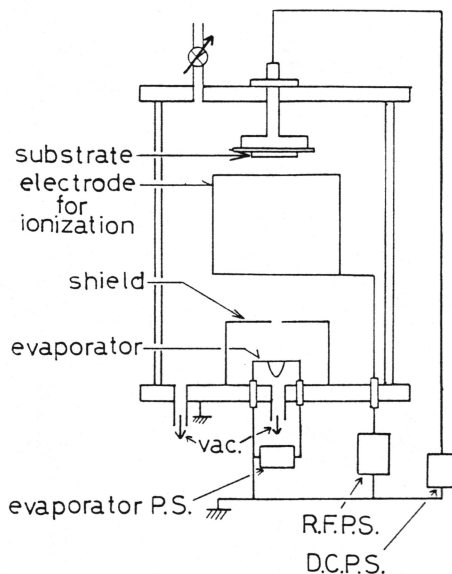 substrate
electrode
for
ionization
shield
evaporator
vac.
evaporator P.S.
R.F.P.S.
D.C.P.S.